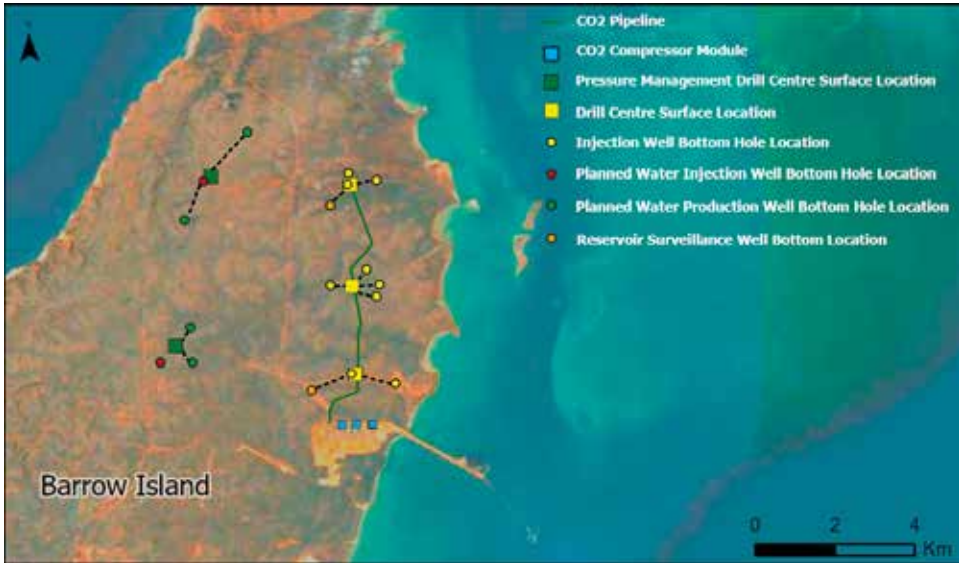 CO2 Pipeline
CO2 Compressor Module
Pressure Management Drill Centre Surface Location
Drill Centre Surface Location
Injection Well Bottom Hole Location
Planned Water Injection Well Bottom Hole Location
Planned Water Production Well Bottom Hole Location
Reservoir Surveillance Well Bottom Location
Barrow Island
0 2 4
Km